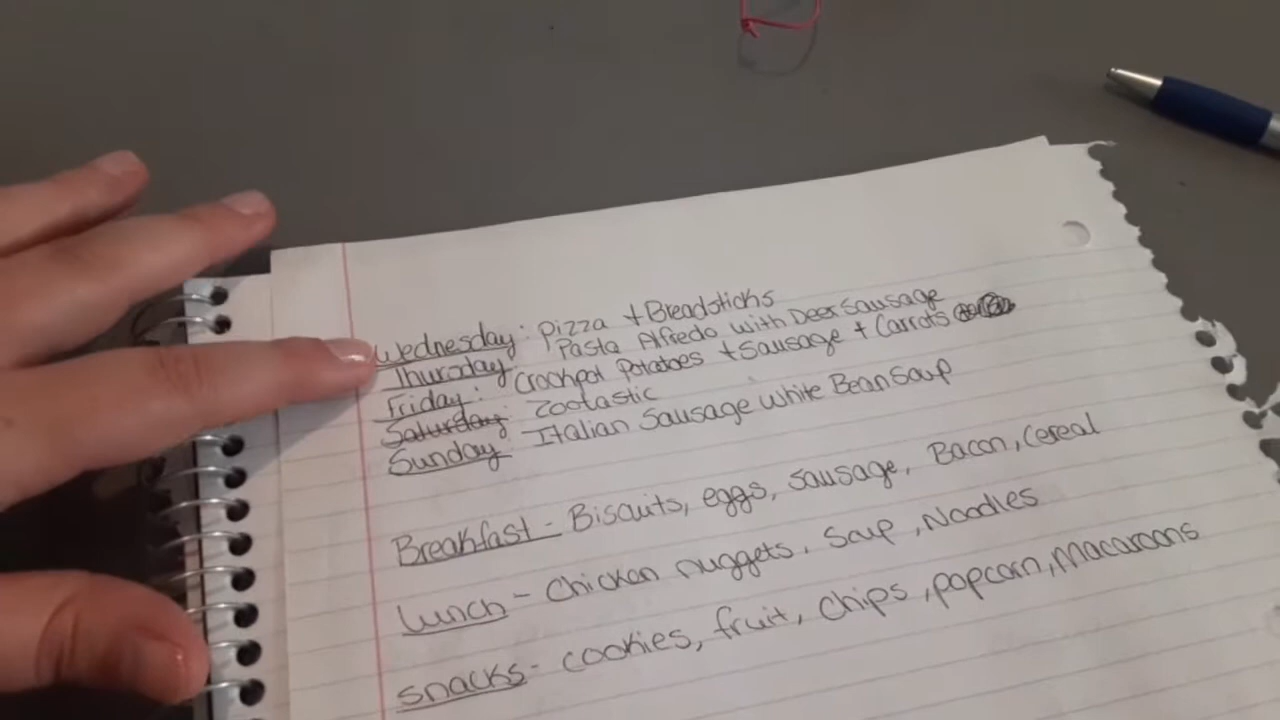 Wednesday: Pizza + Breadsticks
Thursday: Pasta Alfredo with Deer Sausage
Friday: Crockpot Potatoes + Sausage + Carrots
Saturday: Zootastic
Sunday: Italian Sausage White Bean Soup
Breakfast - Biscuits, eggs, sausage, Bacon, Cereal
Lunch - Chicken nuggets, Soup, Noodles
snacks - cookies, fruit, chips, popcorn, Macaroons